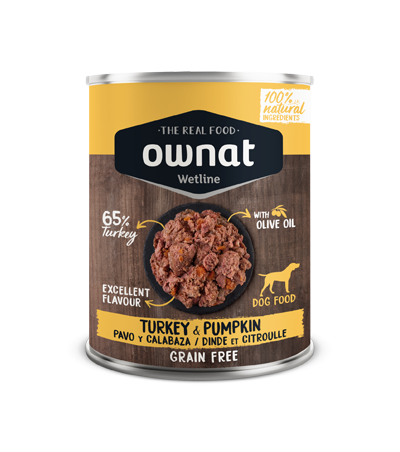 100% natural
INGREDIENTS
· THE REAL FOOD ·
ownat
Wetline
65% Turkey
WITH OLIVE OIL
EXCELLENT FLAVOUR
DOG FOOD
TURKEY & PUMPKIN
PAVO Y CALABAZA / DINDE ET CITROUILLE
GRAIN FREE